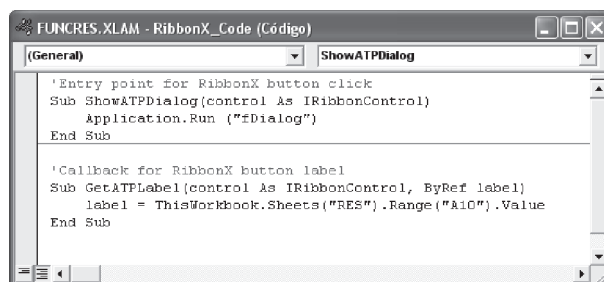 FUNCRES.XLAM - RibbonX_Code (Código)
(General) ShowATPDialog
'Entry point for RibbonX button click
Sub ShowATPDialog(control As IRibbonControl)
Application.Run ("fDialog")
End Sub
'Callback for RibbonX button label
Sub GetATPLabel(control As IRibbonControl, ByRef label)
label = ThisWorkbook.Sheets("RES").Range("A10").Value
End Sub